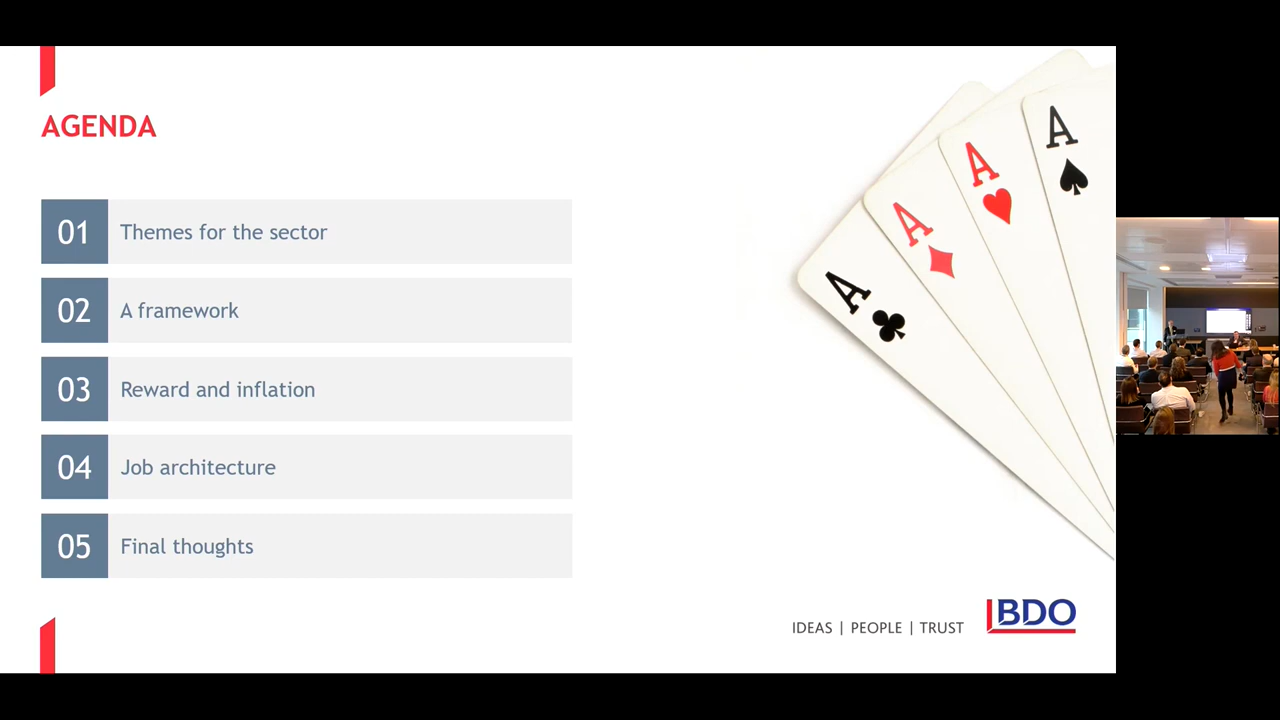 AGENDA
01 Themes for the sector
02 A framework
03 Reward and inflation
04 Job architecture
05 Final thoughts
A
A
A
A
IDEAS | PEOPLE | TRUST BDO